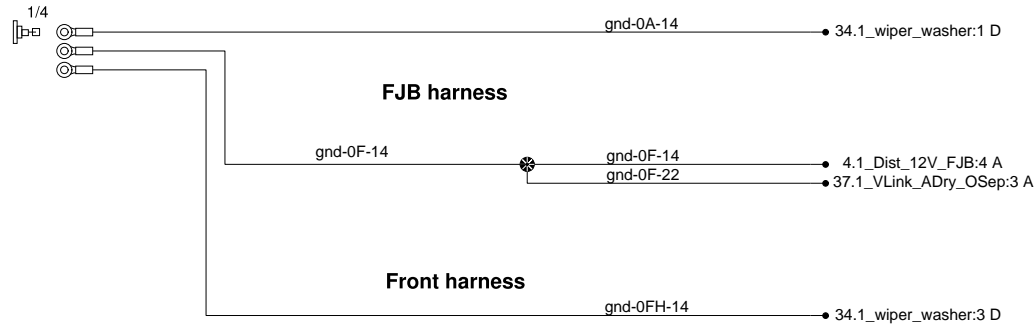 1/4
gnd-0A-14
34.1_wiper_washer:1 D
FJB harness
gnd-0F-14
gnd-0F-14
4.1_Dist_12V_FJB:4 A
gnd-0F-22
37.1_VLink_ADry_OSep:3 A
Front harness
gnd-0FH-14
34.1_wiper_washer:3 D